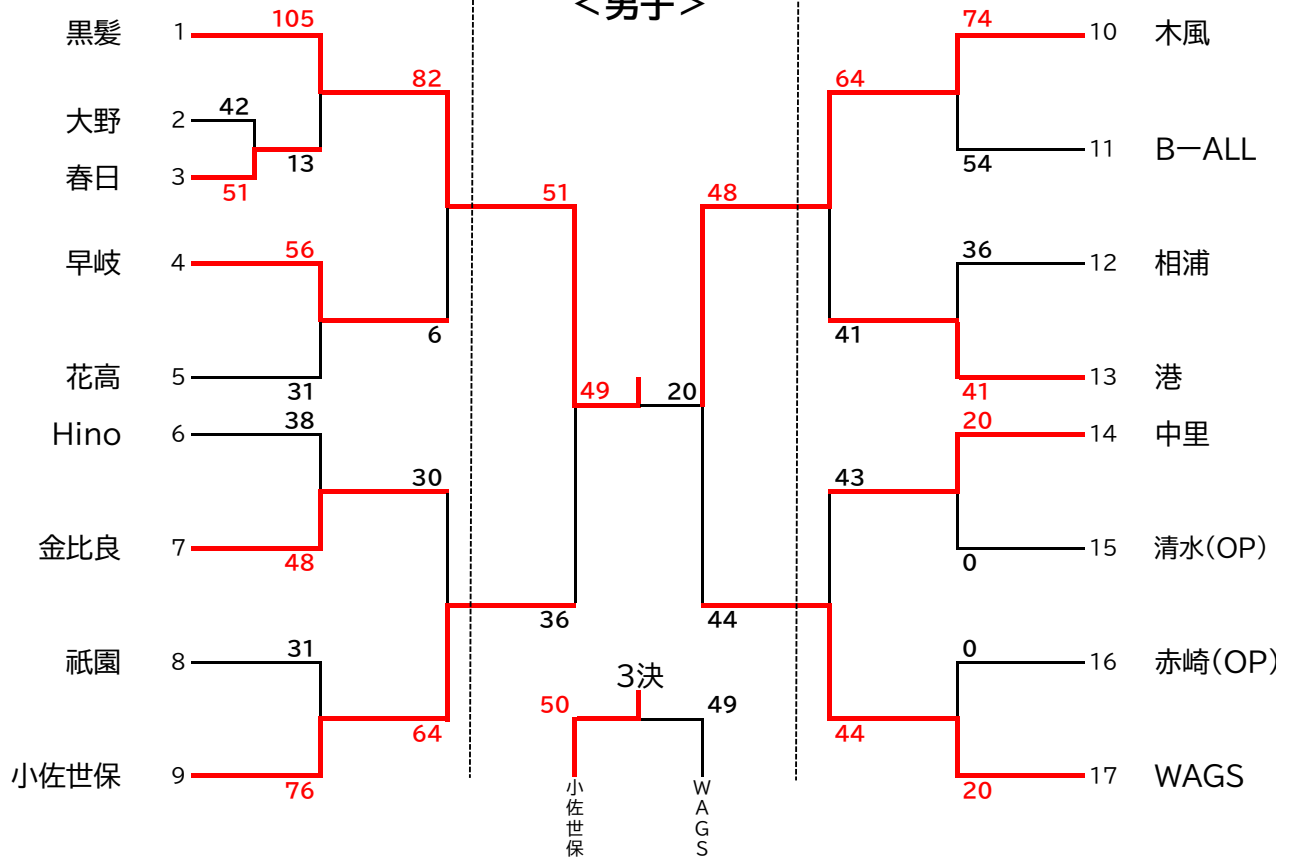 <男子>
黒髪 1 105
大野 2 42
春日 3 51
13
82
早岐 4 56
花高 5 31
6
51
Hino 6 38
金比良 7 48
30
祇園 8 31
小佐世保 9 76
64
36
49
20
74 10 木風
54 11 B－ALL
64
36 12 相浦
41 13 港
41
48
20 14 中里
0 15 清水(OP)
43
0 16 赤崎(OP)
20 17 WAGS
44
44
3決
50
49
小佐世保
WAGS